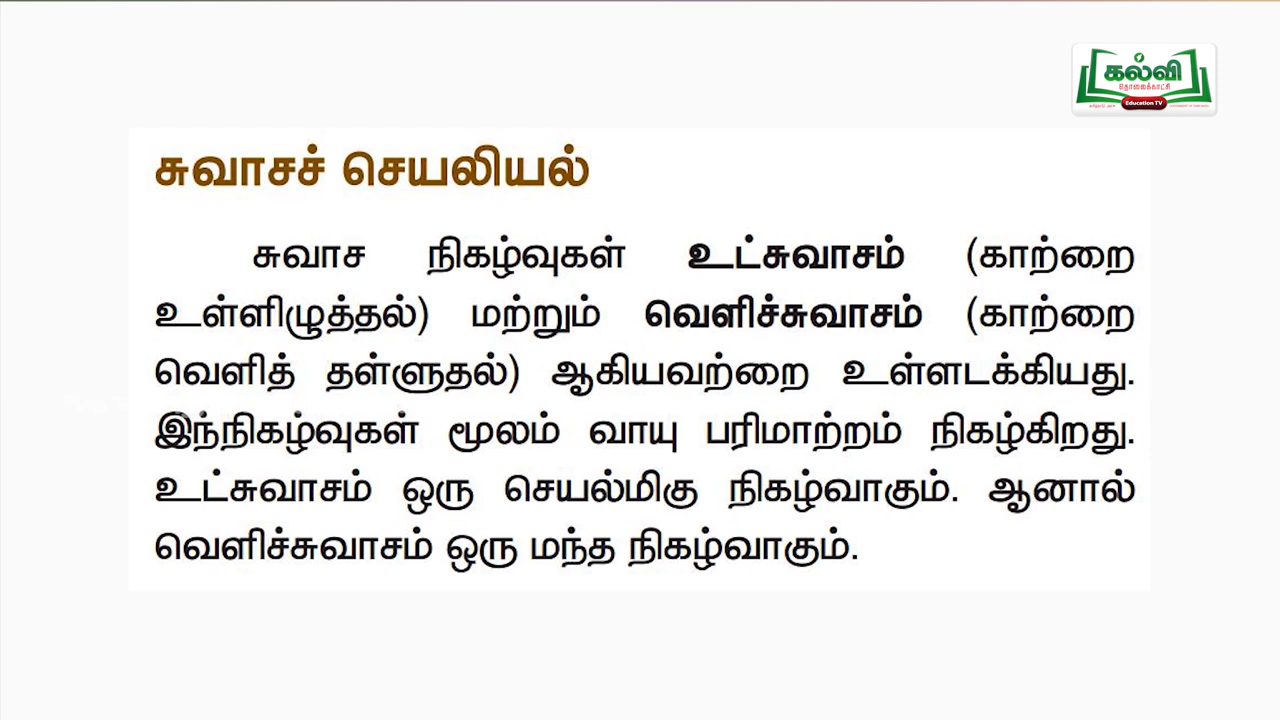 கல்வி
தொலைக்காட்சி
Education TV
சுவாசச் செயலியல்
சுவாச நிகழ்வுகள் உட்சுவாசம் (காற்றை
உள்ளிழுத்தல்) மற்றும் வெளிச்சுவாசம் (காற்றை
வெளித் தள்ளுதல்) ஆகியவற்றை உள்ளடக்கியது.
இந்நிகழ்வுகள் மூலம் வாயு பரிமாற்றம் நிகழ்கிறது.
உட்சுவாசம் ஒரு செயல்மிகு நிகழ்வாகும். ஆனால்
வெளிச்சுவாசம் ஒரு மந்த நிகழ்வாகும்.